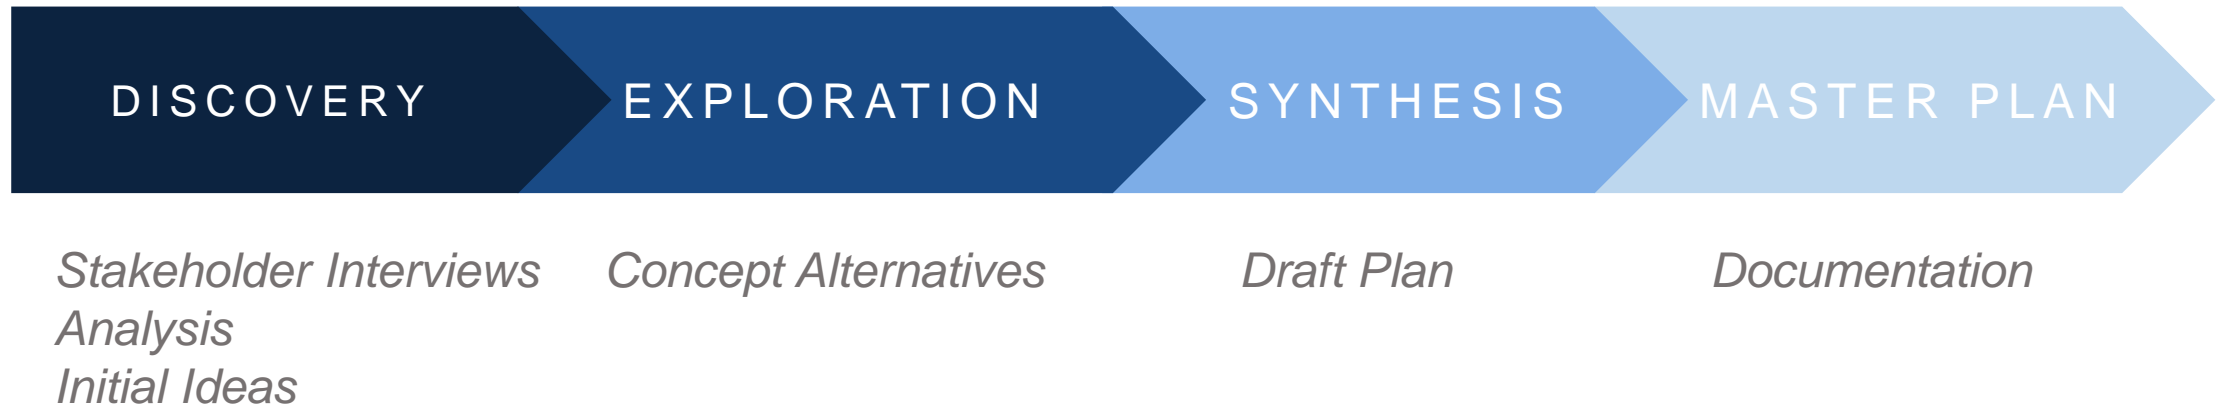 DISCOVERY
EXPLORATION
SYNTHESIS
MASTER PLAN
Stakeholder Interviews
Analysis
Initial Ideas
Concept Alternatives
Draft Plan
Documentation